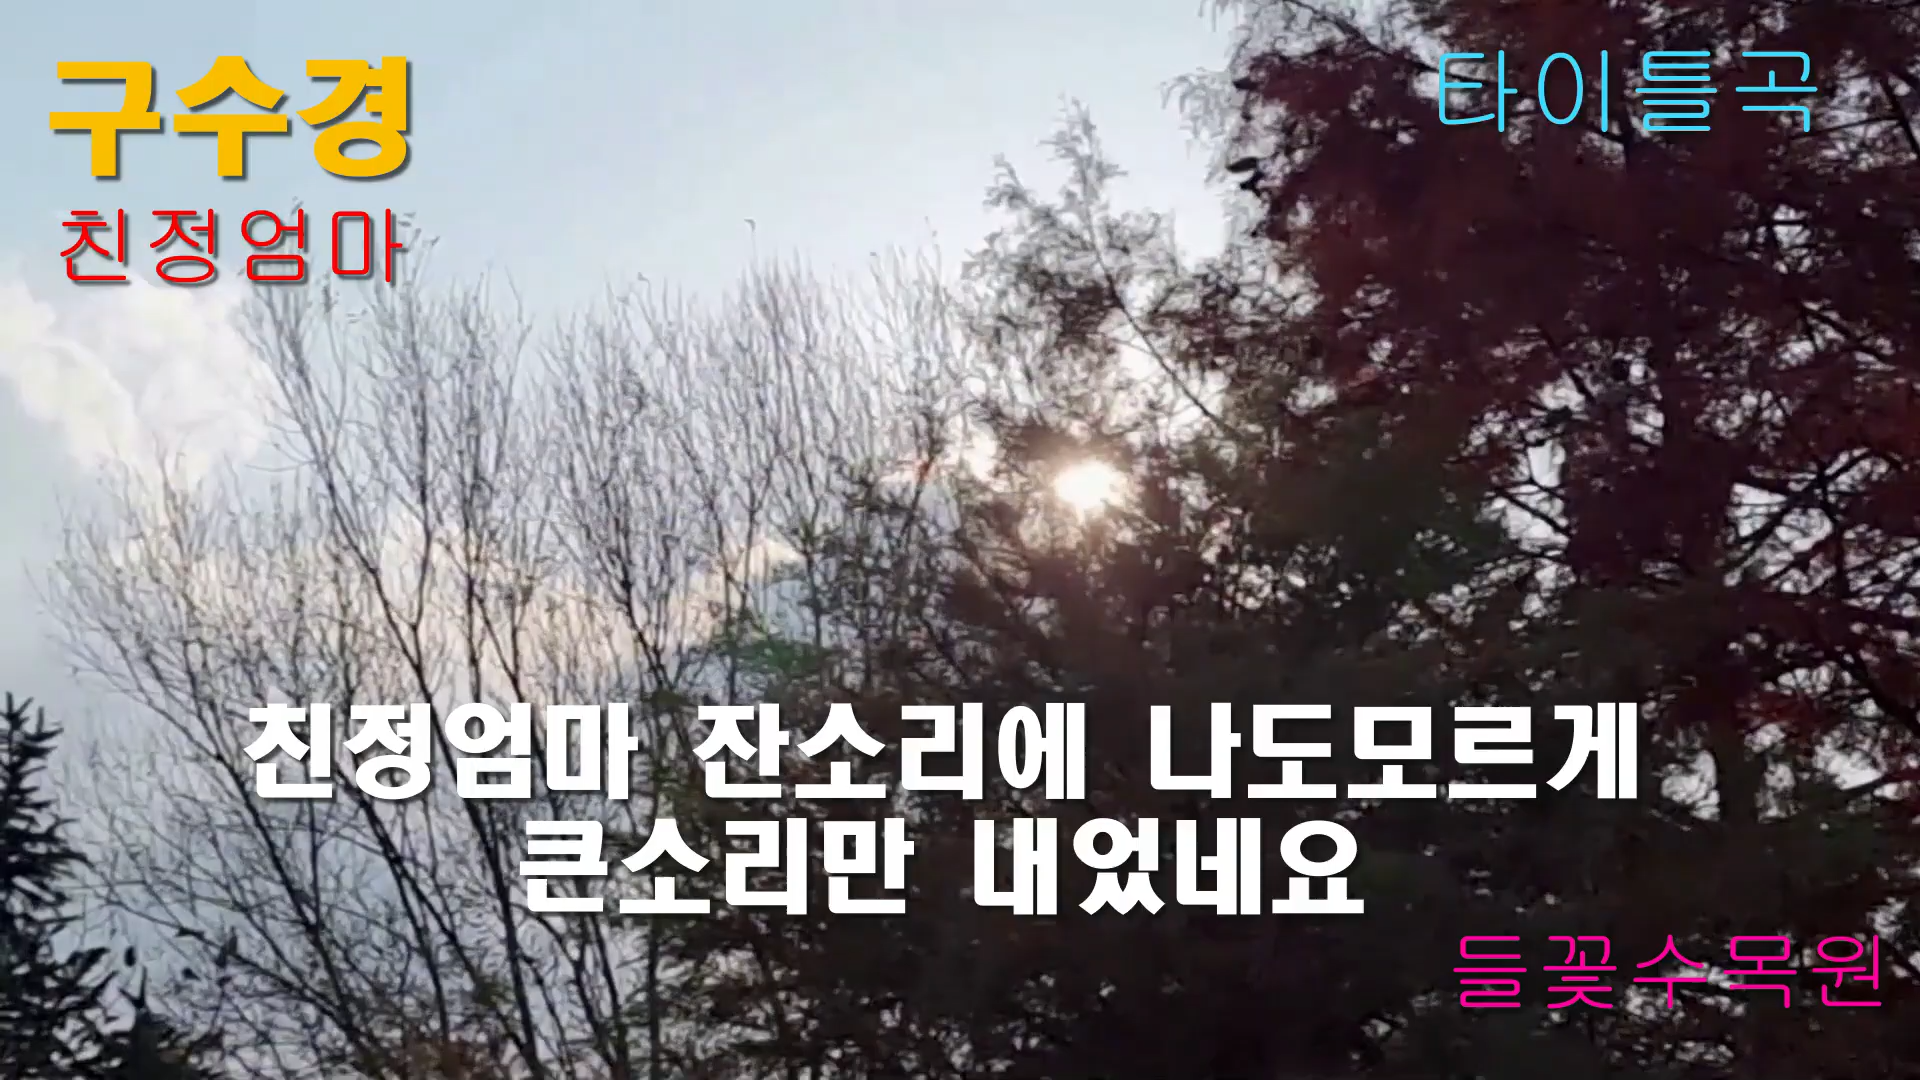 구수경
타이틀곡
친정엄마
친정엄마 잔소리에 나도모르게
큰소리만 내었네요
들꽃수목원